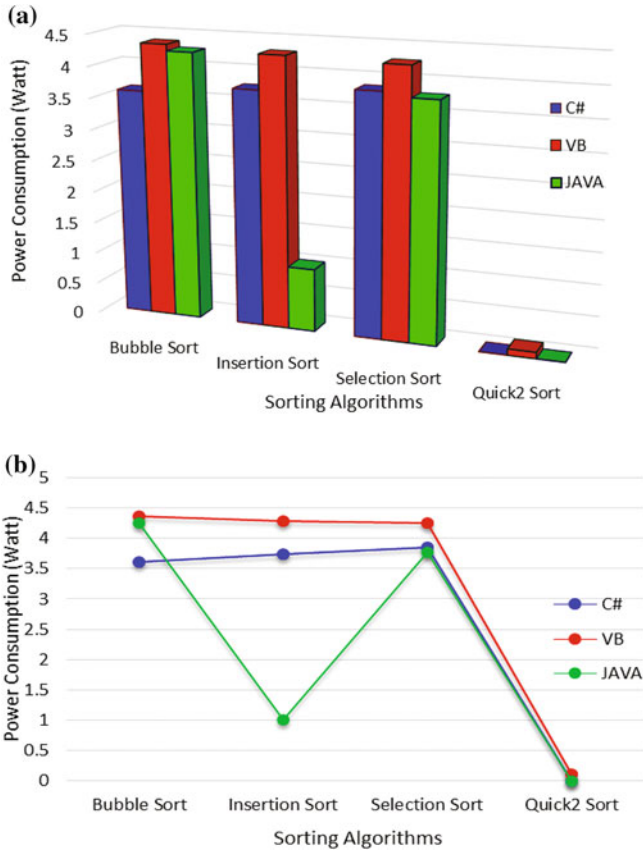 (a)
Power Consumption (Watt)
4.5
4
3.5
3
2.5
2
1.5
1
0.5
0
C#
VB
JAVA
Bubble Sort
Insertion Sort
Selection Sort
Quick2 Sort
Sorting Algorithms
(b)
Power Consumption (Watt)
5
4.5
4
3.5
3
2.5
2
1.5
1
0.5
0
C#
VB
JAVA
Bubble Sort
Insertion Sort
Selection Sort
Quick2 Sort
Sorting Algorithms